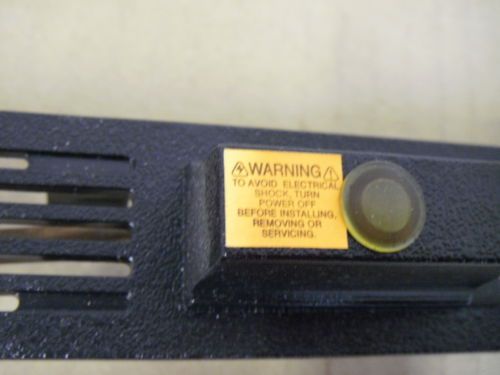 WARNING
TO AVOID ELECTRICAL
SHOCK, TURN
POWER OFF
BEFORE INSTALLING,
REMOVING OR
SERVICING.